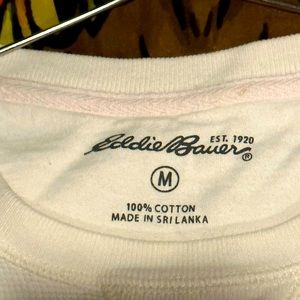 EST. 1920
Eddie Bauer®
M
100% COTTON
MADE IN SRI LANKA